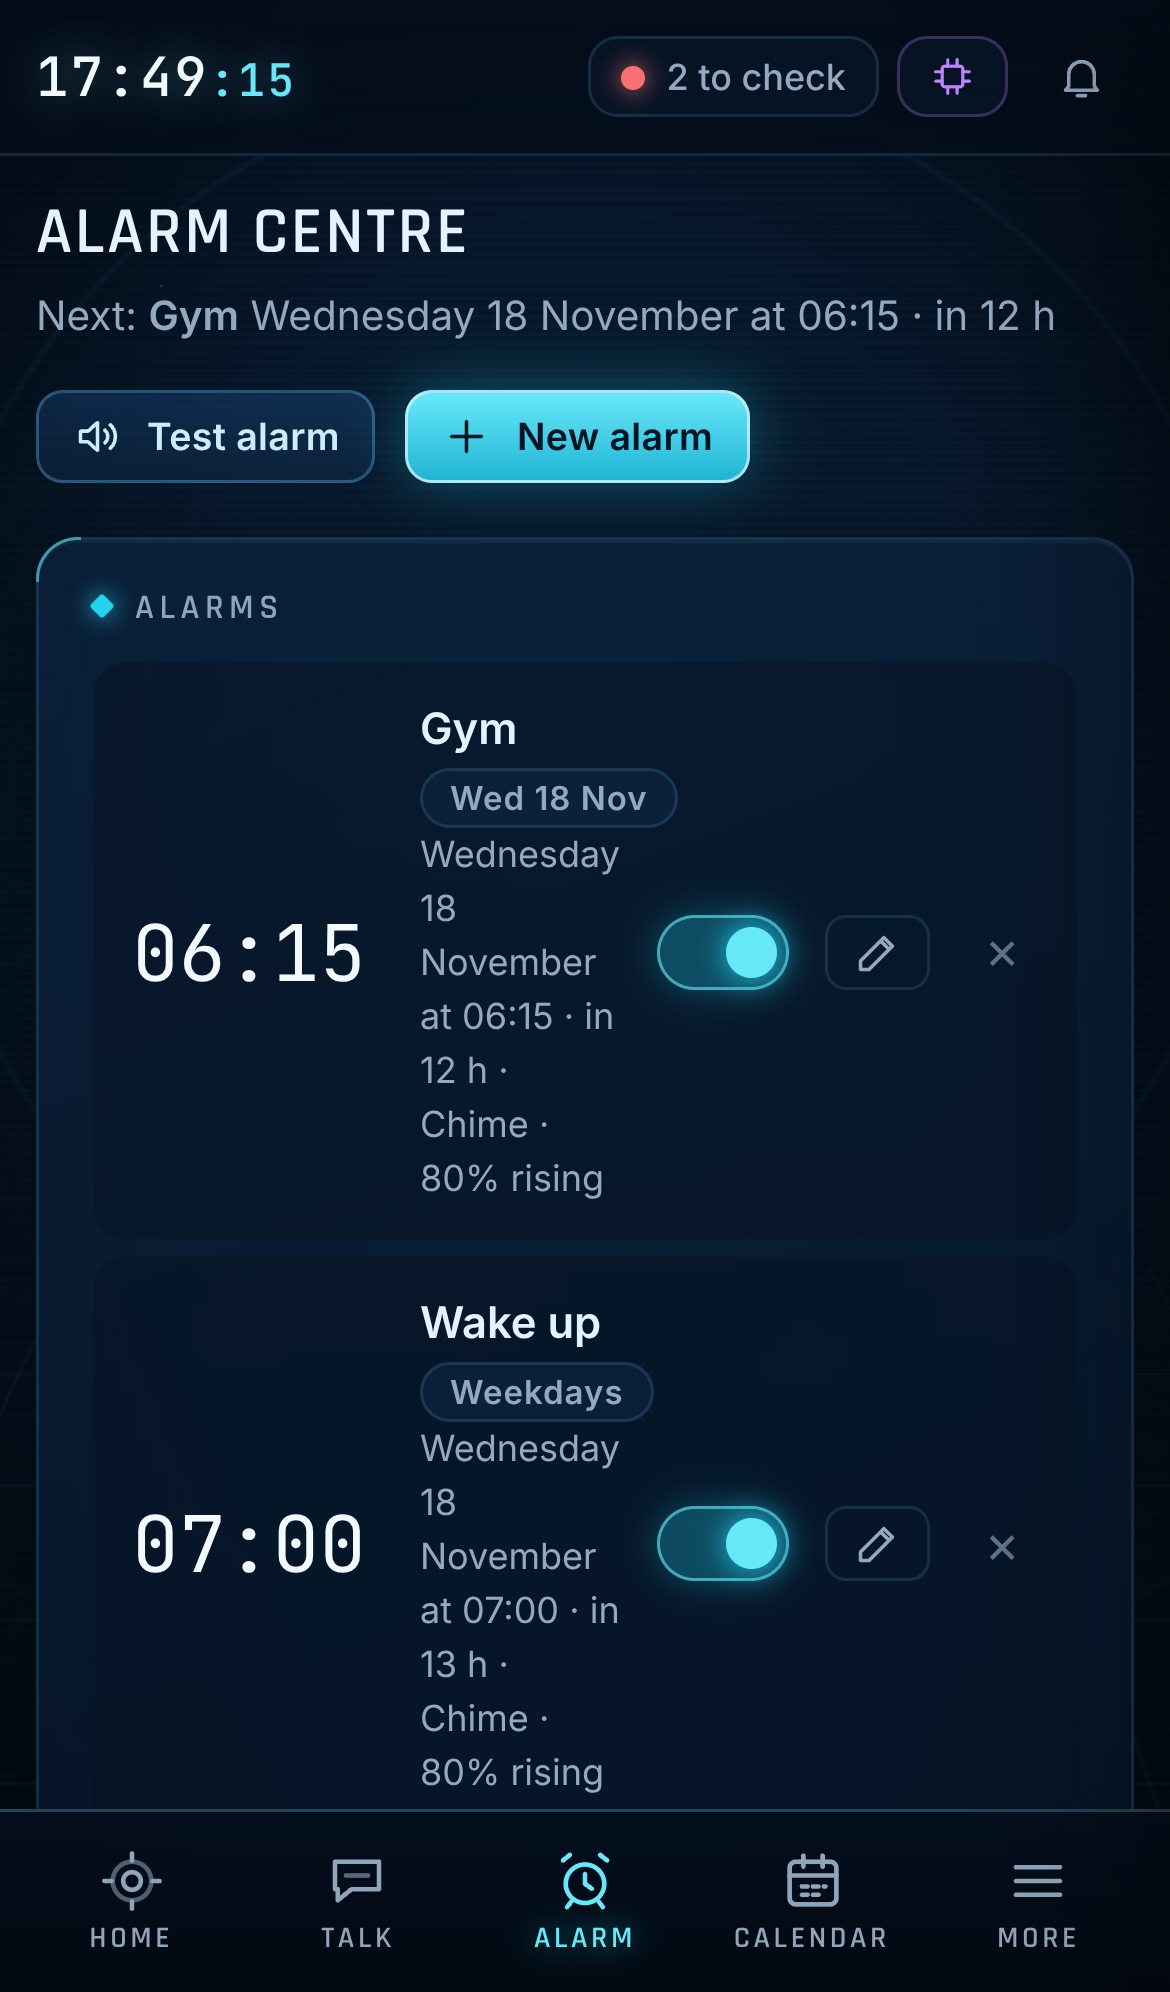 17:49:15
2 to check
ALARM CENTRE
Next: Gym Wednesday 18 November at 06:15 · in 12 h
Test alarm
New alarm
ALARMS
Gym
Wed 18 Nov
06:15
Wednesday
18
November
at 06:15 · in
12 h ·
Chime ·
80% rising
Wake up
Weekdays
07:00
Wednesday
18
November
at 07:00 · in
13 h ·
Chime ·
80% rising
HOME
TALK
ALARM
CALENDAR
MORE